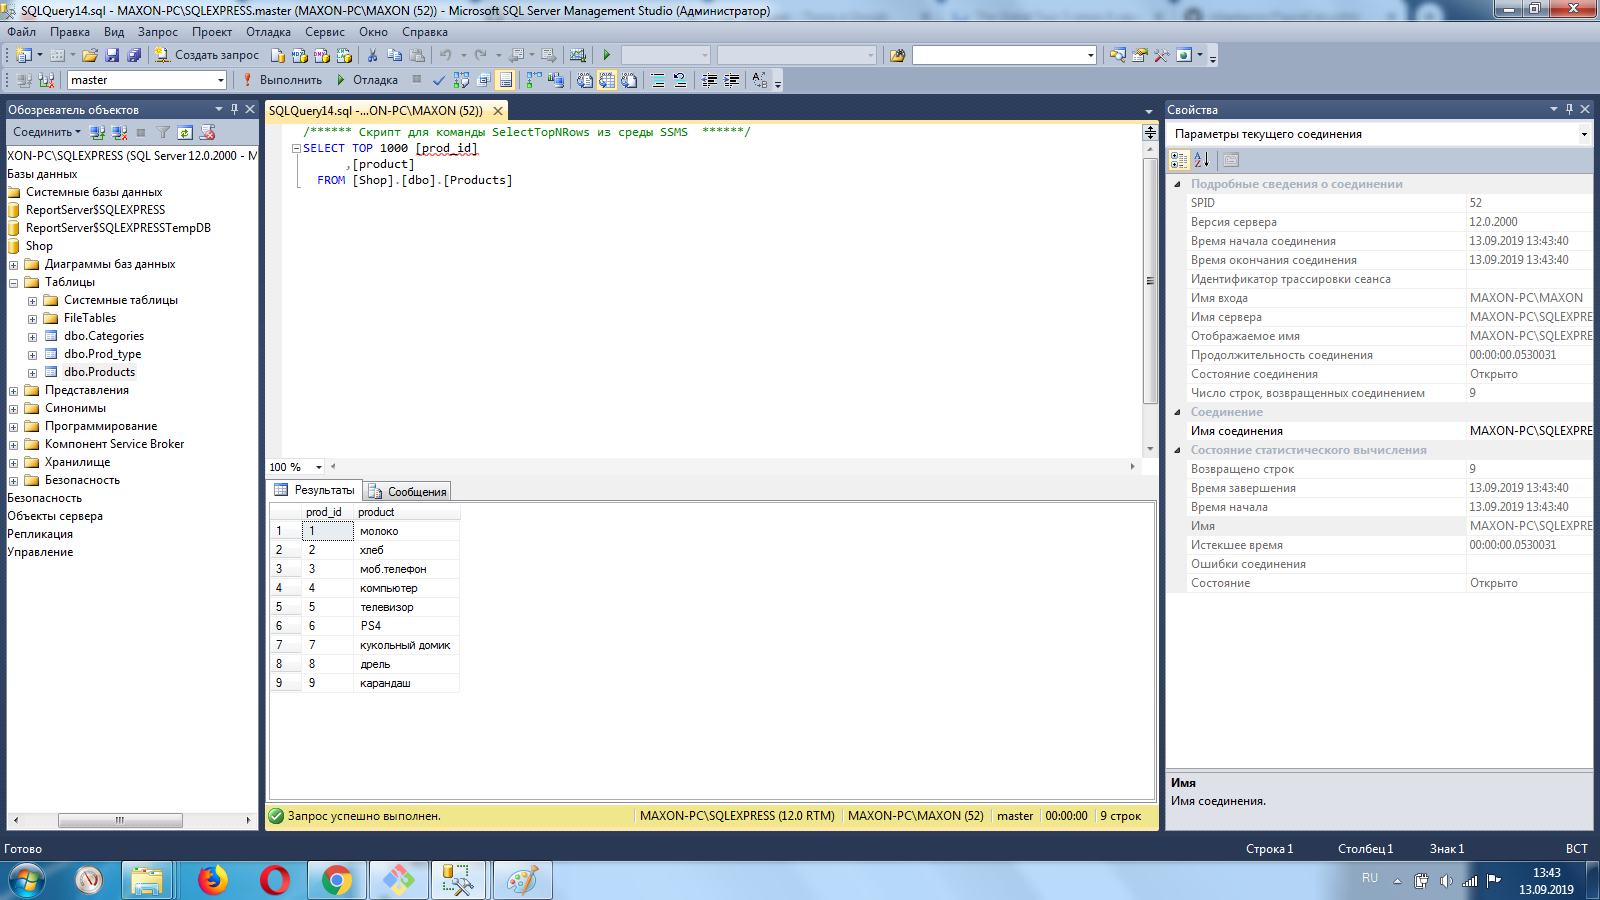 SQLQuery14.sql - MAXON-PC\SQLEXPRESS.master (MAXON-PC\MAXON (52)) - Microsoft SQL Server Management Studio (Администратор)
Файл Правка Вид Запрос Проект Отладка Сервис Окно Справка
Создать запрос
master Выполнить Отладка
Обозреватель объектов
Соединить
XON-PC\SQLEXPRESS (SQL Server 12.0.2000 - M
Базы данных
Системные базы данных
ReportServer$SQLEXPRESS
ReportServer$SQLEXPRESSTempDB
Shop
Диаграммы баз данных
Таблицы
Системные таблицы
FileTables
dbo.Categories
dbo.Prod_type
dbo.Products
Представления
Синонимы
Программирование
Компонент Service Broker
Хранилище
Безопасность
Безопасность
Объекты сервера
Репликация
Управление
SQLQuery14.sql -...ON-PC\MAXON (52))
/****** Скрипт для команды SelectTopNRows из среды SSMS  ******/
SELECT TOP 1000 [prod_id]
,[product]
FROM [Shop].[dbo].[Products]
100 %
Результаты Сообщения
prod_id product
1 1 молоко
2 2 хлеб
3 3 моб.телефон
4 4 компьютер
5 5 телевизор
6 6 PS4
7 7 кукольный домик
8 8 дрель
9 9 карандаш
Запрос успешно выполнен. MAXON-PC\SQLEXPRESS (12.0 RTM) MAXON-PC\MAXON (52) master 00:00:00 9 строк
Свойства
Параметры текущего соединения
Подробные сведения о соединении
SPID 52
Версия сервера 12.0.2000
Время начала соединения 13.09.2019 13:43:40
Время окончания соединения 13.09.2019 13:43:40
Идентификатор трассировки сеанса
Имя входа MAXON-PC\MAXON
Имя сервера MAXON-PC\SQLEXPRE
Отображаемое имя MAXON-PC\SQLEXPRE
Продолжительность соединения 00:00:00.0530031
Состояние соединения Открыто
Число строк, возвращенных соединением 9
Соединение
Имя соединения MAXON-PC\SQLEXPRE
Состояние статистического вычисления
Возвращено строк 9
Время завершения 13.09.2019 13:43:40
Время начала 13.09.2019 13:43:40
Имя MAXON-PC\SQLEXPRE
Истекшее время 00:00:00.0530031
Ошибки соединения
Состояние Открыто
Имя
Имя соединения.
Готово Строка 1 Столбец 1 Знак 1 ВСТ
RU 13:43
13.09.2019